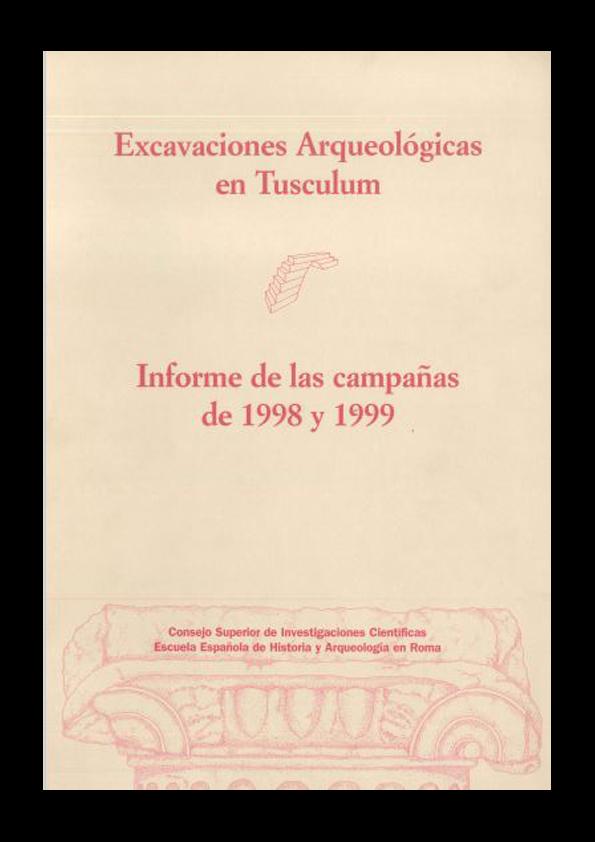 Excavaciones Arqueológicas
en Tusculum
Informe de las campañas
de 1998 y 1999
Consejo Superior de Investigaciones Científicas
Escuela Española de Historia y Arqueología en Roma